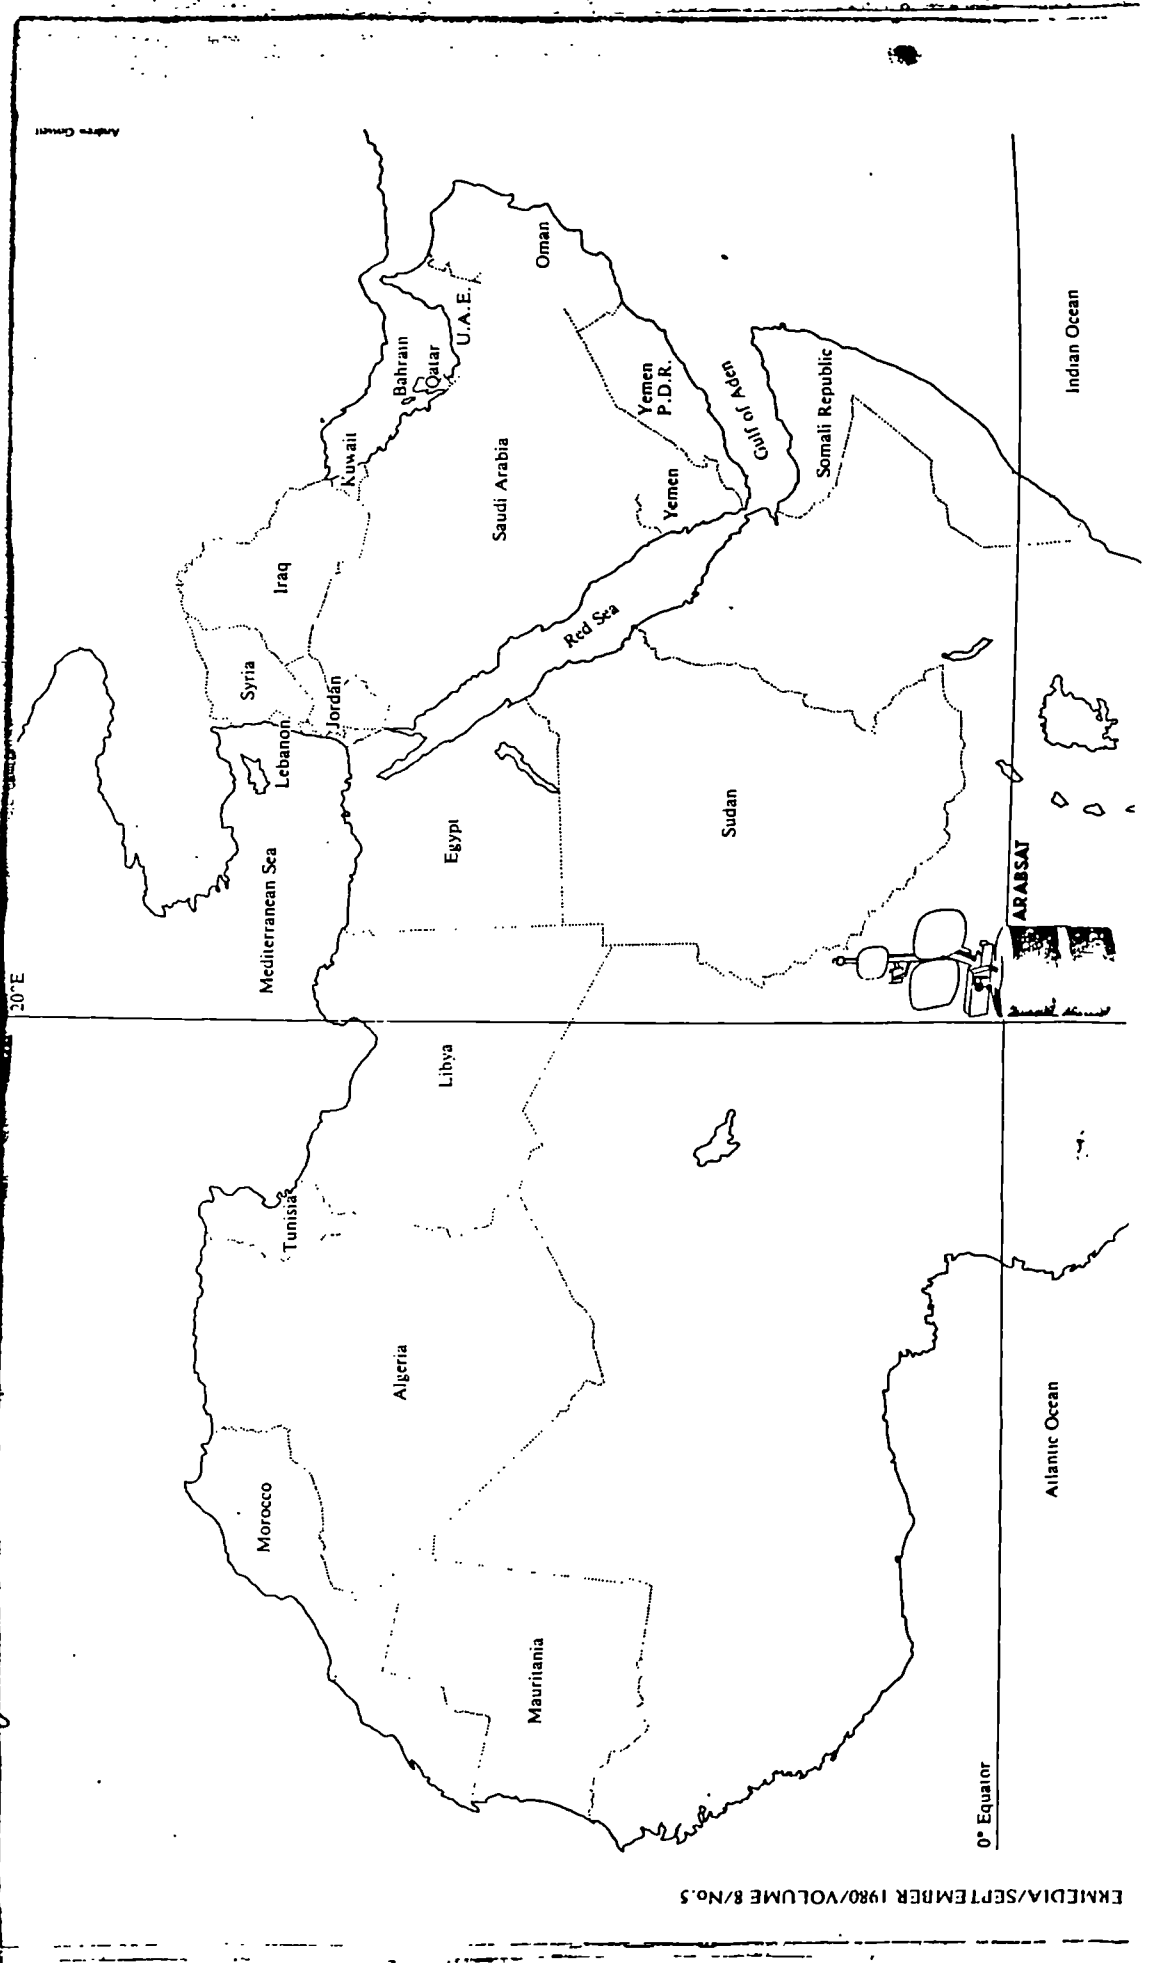 20°E
Mediterranean Sea
Lebanon
Syria
Iraq
Jordan
Kuwait
Bahrain
Qatar
U.A.E.
Oman
Saudi Arabia
Yemen
Yemen
P.D.R.
Gulf of Aden
Red Sea
Somali Republic
Morocco
Algeria
Tunisia
Libya
Egypt
Mauritania
Sudan
0° Equator
ARABSAT
Atlantic Ocean
Indian Ocean
SEPTEMBER 1980/VOLUME 8/No.5